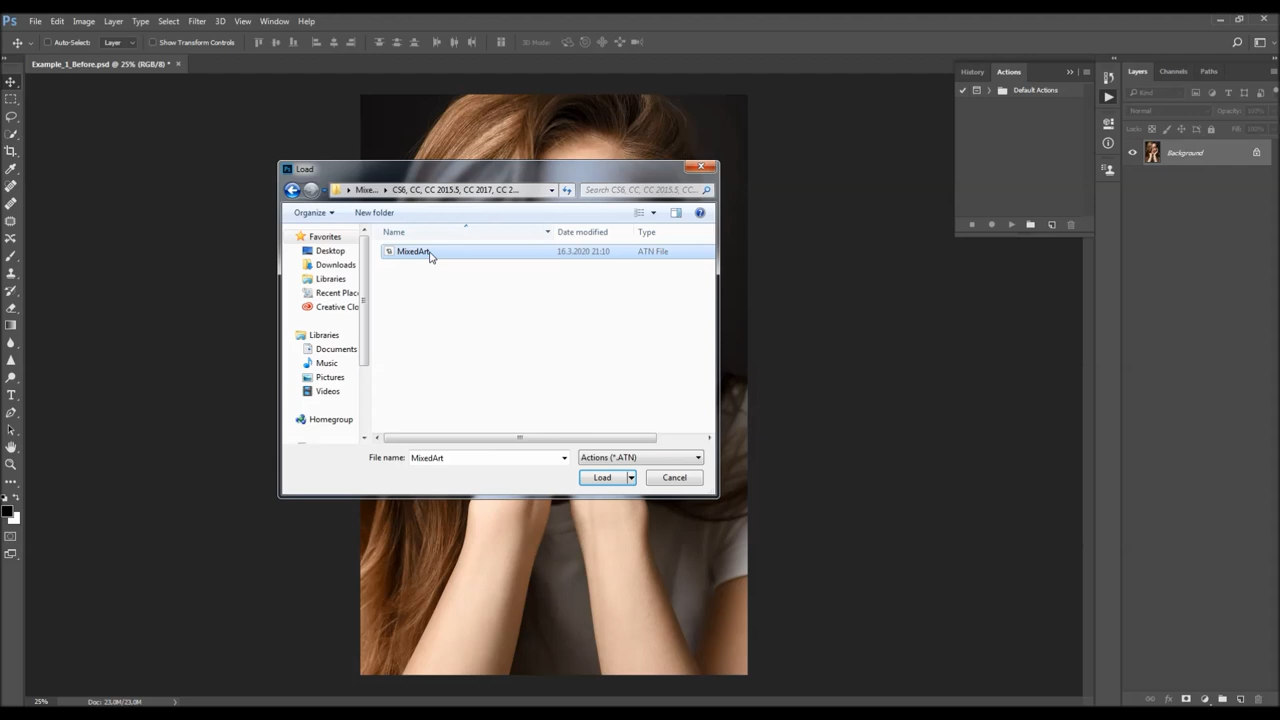 Ps File Edit Image Layer Type Select Filter 3D View Window Help
Auto-Select: Layer Show Transform Controls 3D Mode:
Example_1_Before.psd @ 25% (RGB/8) * ×
History Actions
Default Actions
Layers Channels Paths
Kind
Normal Opacity: 100%
Lock: Fill: 100%
Background
Load
Mixe... CS6, CC, CC 2015.5, CC 2017, CC 2... Search CS6, CC, CC 2015.5, CC...
Organize New folder
Name Date modified Type
MixedArt 16.3.2020 21:10 ATN File
Favorites
Desktop
Downloads
Libraries
Recent Place
Creative Clo
Libraries
Documents
Music
Pictures
Videos
Homegroup
File name: MixedArt Actions (*.ATN)
Load Cancel
25% Doc: 23,0M/23,0M